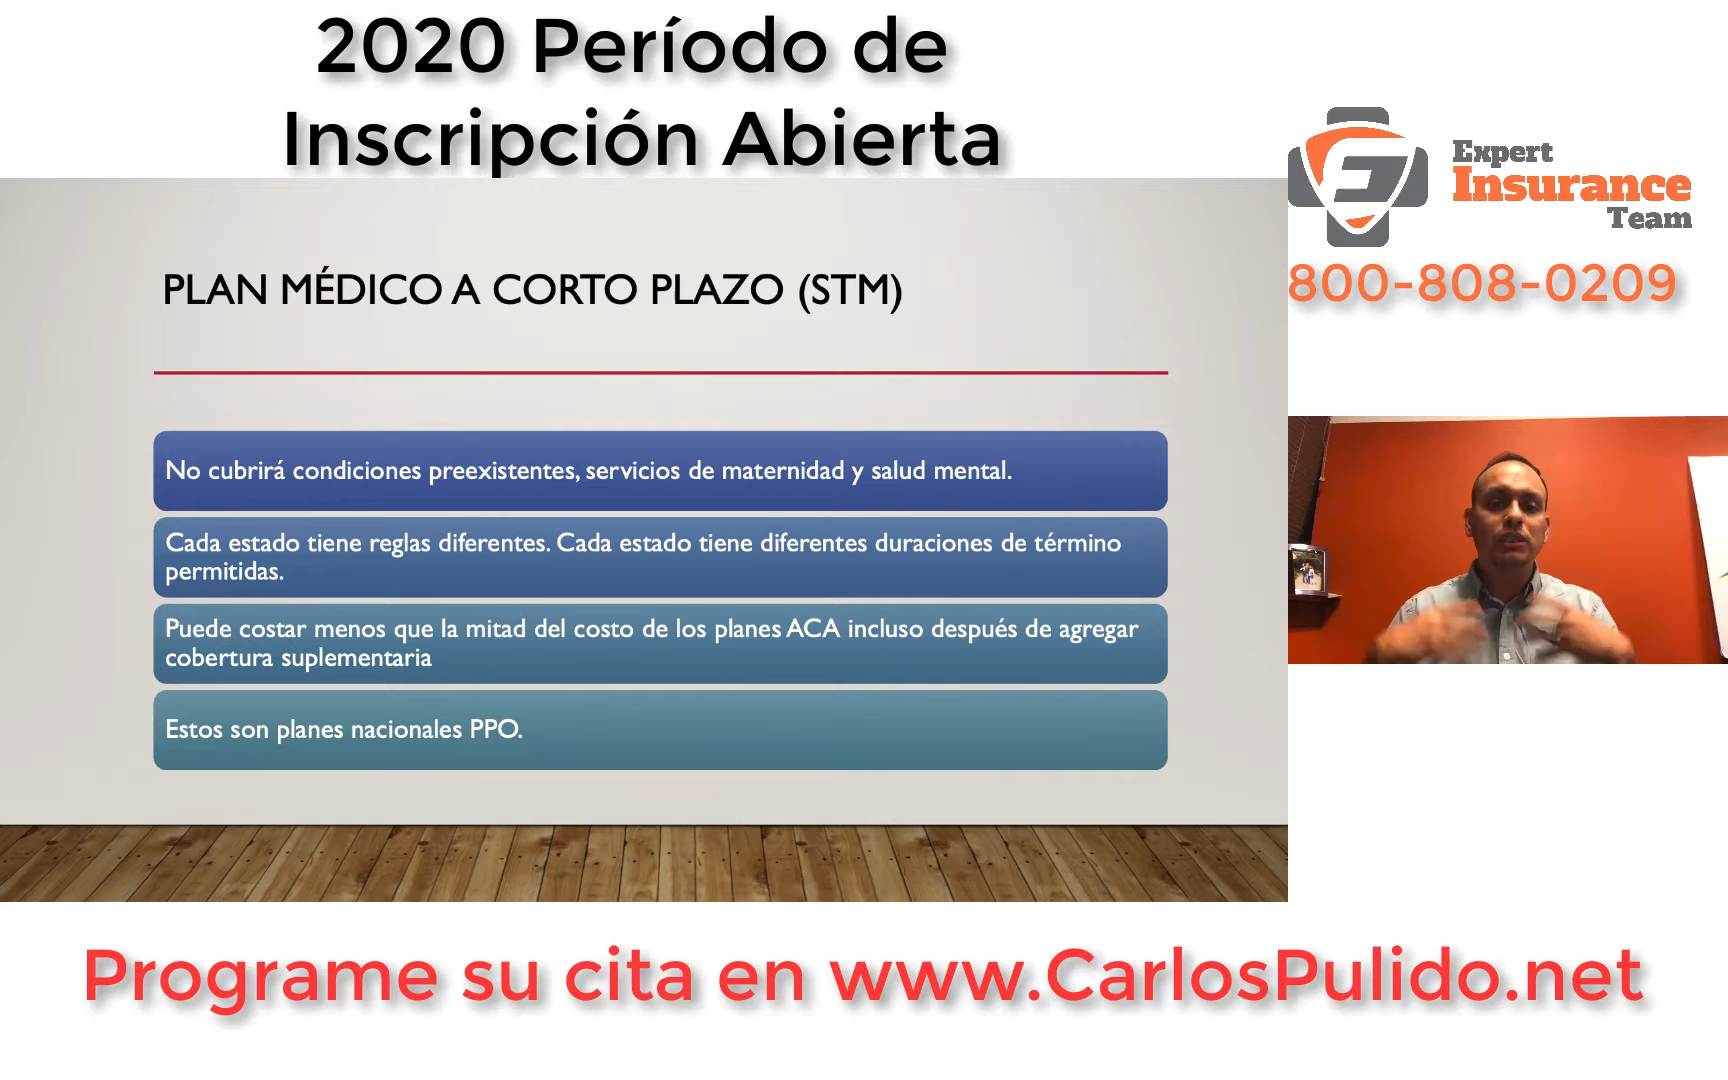 2020 Período de
Inscripción Abierta
Expert
Insurance
Team
800-808-0209
PLAN MÉDICO A CORTO PLAZO (STM)
No cubrirá condiciones preexistentes, servicios de maternidad y salud mental.
Cada estado tiene reglas diferentes. Cada estado tiene diferentes duraciones de término
permitidas.
Puede costar menos que la mitad del costo de los planes ACA incluso después de agregar
cobertura suplementaria
Estos son planes nacionales PPO.
Programe su cita en www.CarlosPulido.net